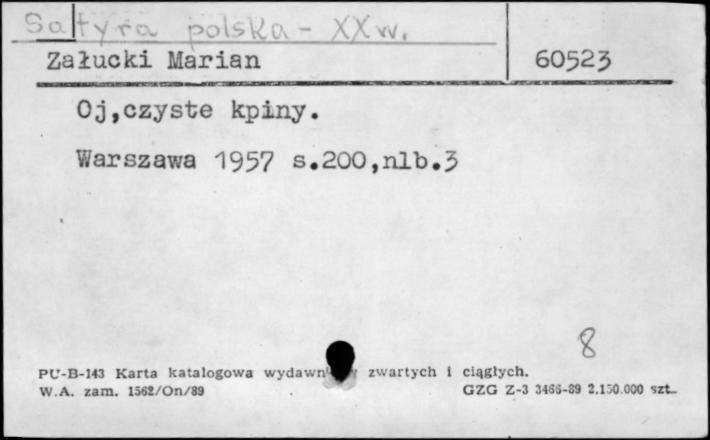 Satyra polska - XX w.
Załucki Marian 60523
Oj,czyste kpiny.
Warszawa 1957 s.200,nlb.3
8
PU-B-143 Karta katalogowa wydawn zwartych i ciągłych.
W.A. zam. 1562/On/89 GZG Z-3 3466-89 2.150.000 szt.